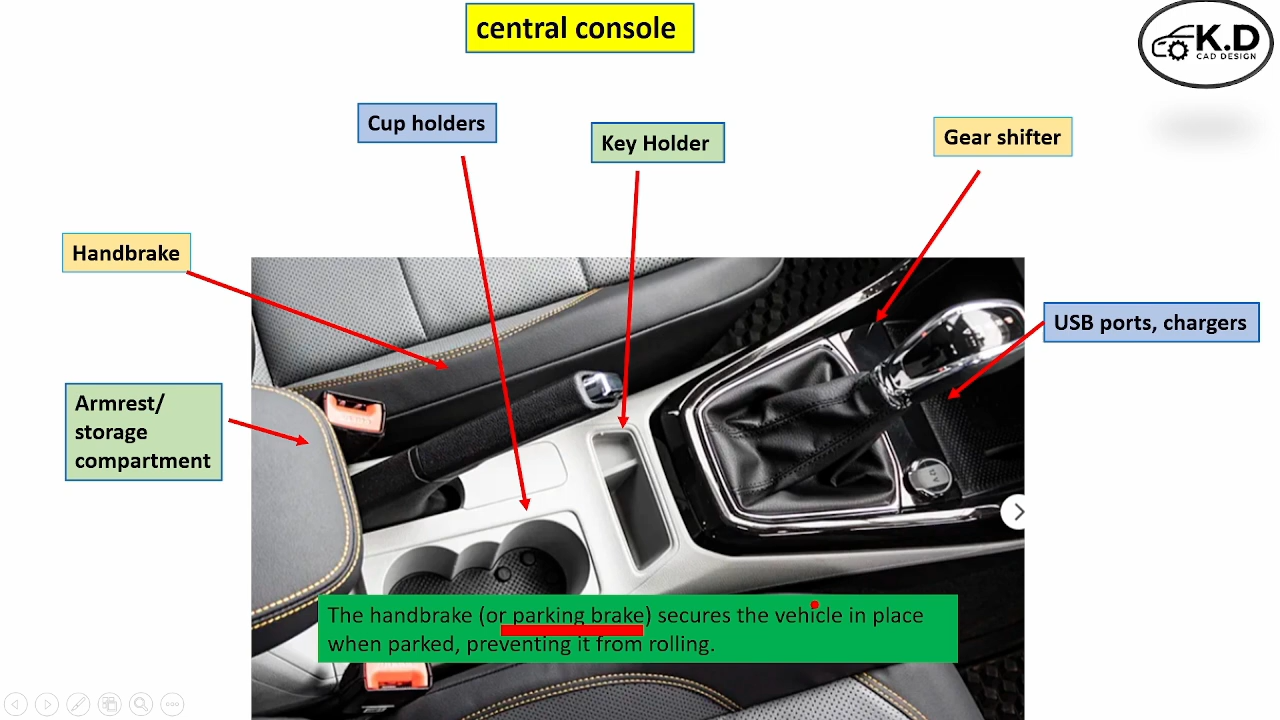 central console
K.D
CAD DESIGN
Cup holders
Key Holder
Gear shifter
Handbrake
USB ports, chargers
Armrest/
storage
compartment
The handbrake (or parking brake) secures the vehicle in place
when parked, preventing it from rolling.